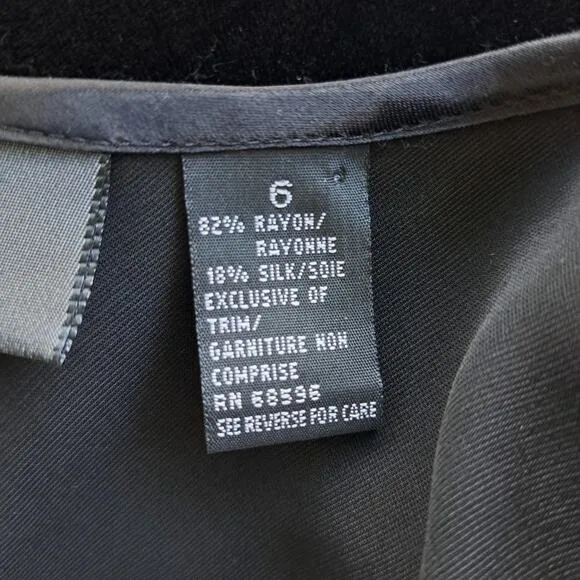 6
82% RAYON/
RAYONNE
18% SILK/SOIE
EXCLUSIVE OF
TRIM/
GARNITURE NON
COMPRISE
RN 68596
SEE REVERSE FOR CARE